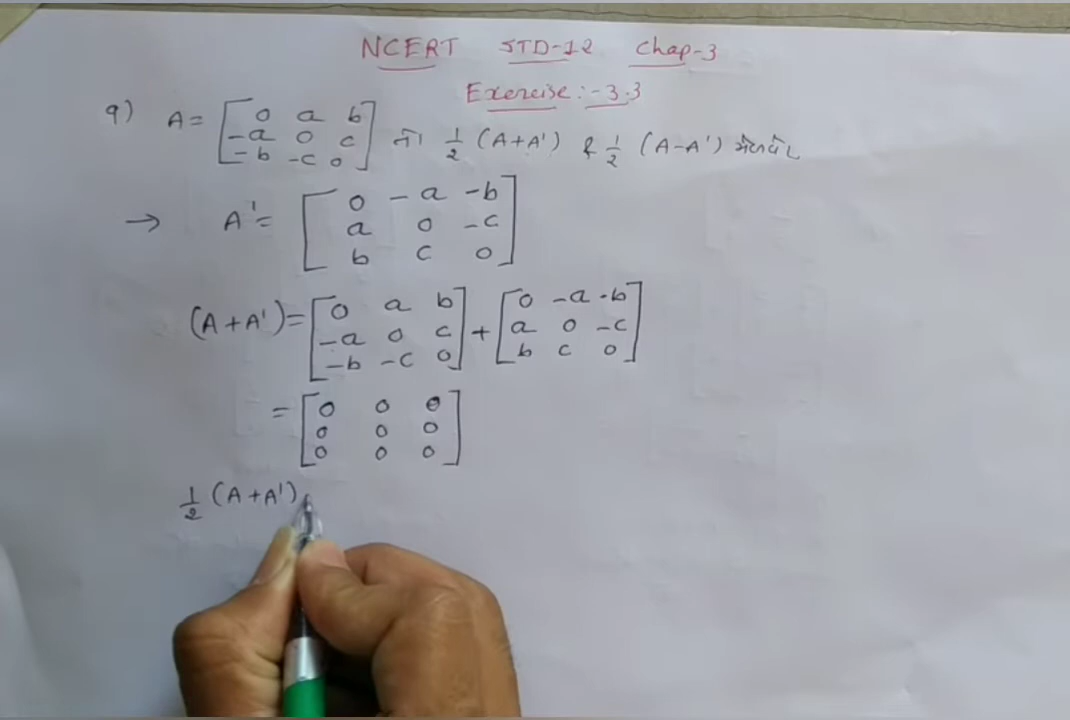 NCERT STD-12 Chap-3
Exercise:-3.3
9) A = [0 a b
-a 0 c
-b -c 0] તો 1/2 (A+A') & 1/2 (A-A') મેળવો
→ A' = [0 -a -b
a 0 -c
b c 0]
(A+A') = [0 a b
-a 0 c
-b -c 0] + [0 -a -b
a 0 -c
b c 0]
= [0 0 0
0 0 0
0 0 0]
1/2 (A+A')